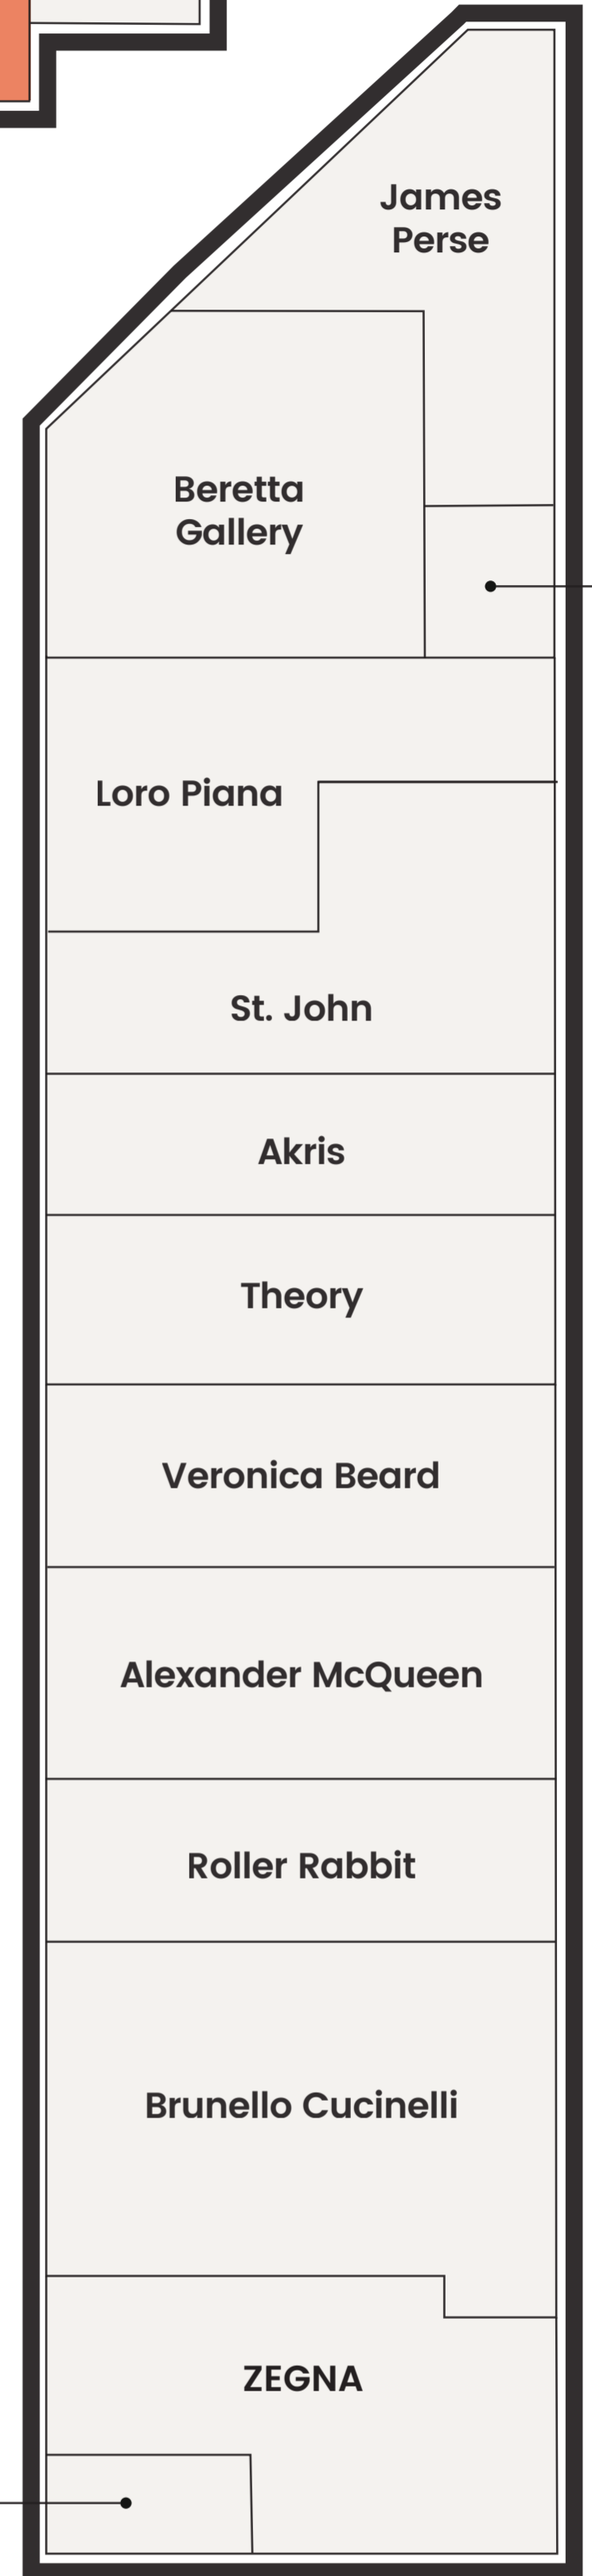 James
Perse
Beretta
Gallery
Loro Piana
St. John
Akris
Theory
Veronica Beard
Alexander McQueen
Roller Rabbit
Brunello Cucinelli
ZEGNA